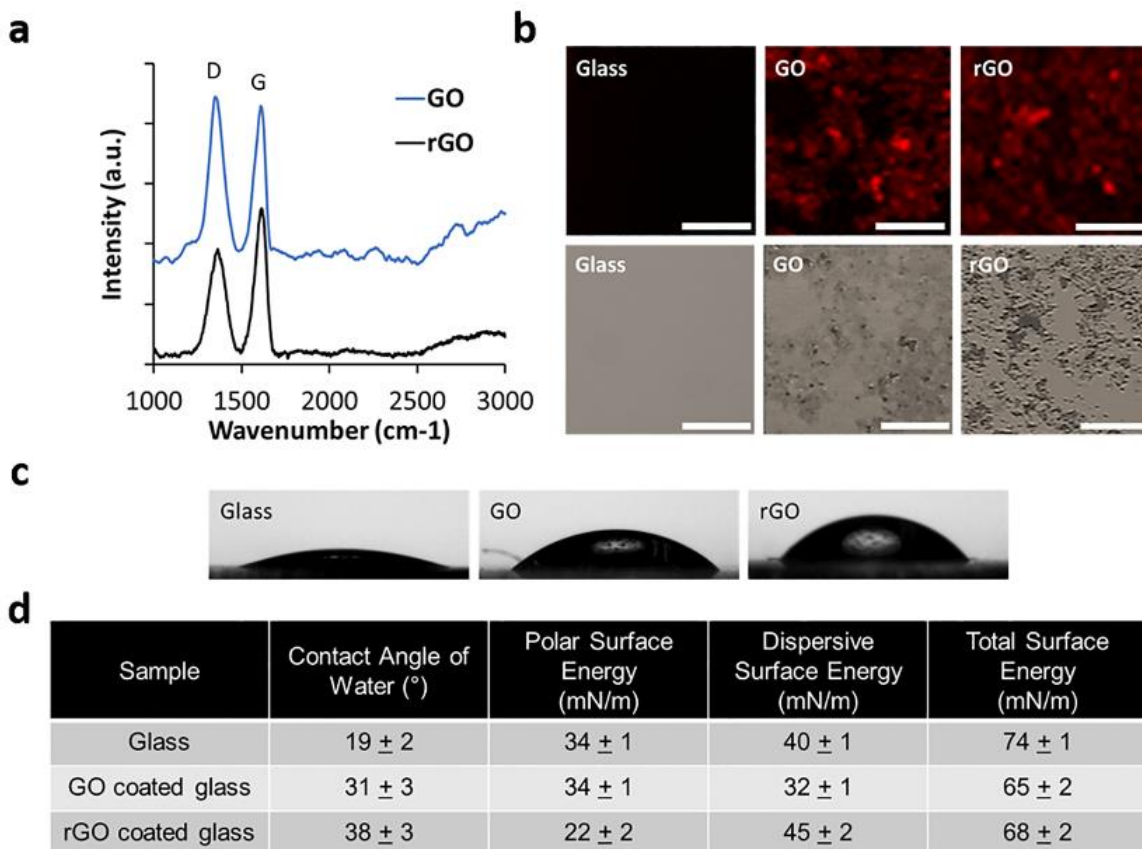 a
D
G
GO
rGO
Intensity (a.u.)
1000 1500 2000 2500 3000
Wavenumber (cm-1)
b
Glass GO rGO
Glass GO rGO
c
Glass GO rGO
d
Sample Contact Angle of Water (°) Polar Surface Energy (mN/m) Dispersive Surface Energy (mN/m) Total Surface Energy (mN/m)
Glass 19 ± 2 34 ± 1 40 ± 1 74 ± 1
GO coated glass 31 ± 3 34 ± 1 32 ± 1 65 ± 2
rGO coated glass 38 ± 3 22 ± 2 45 ± 2 68 ± 2